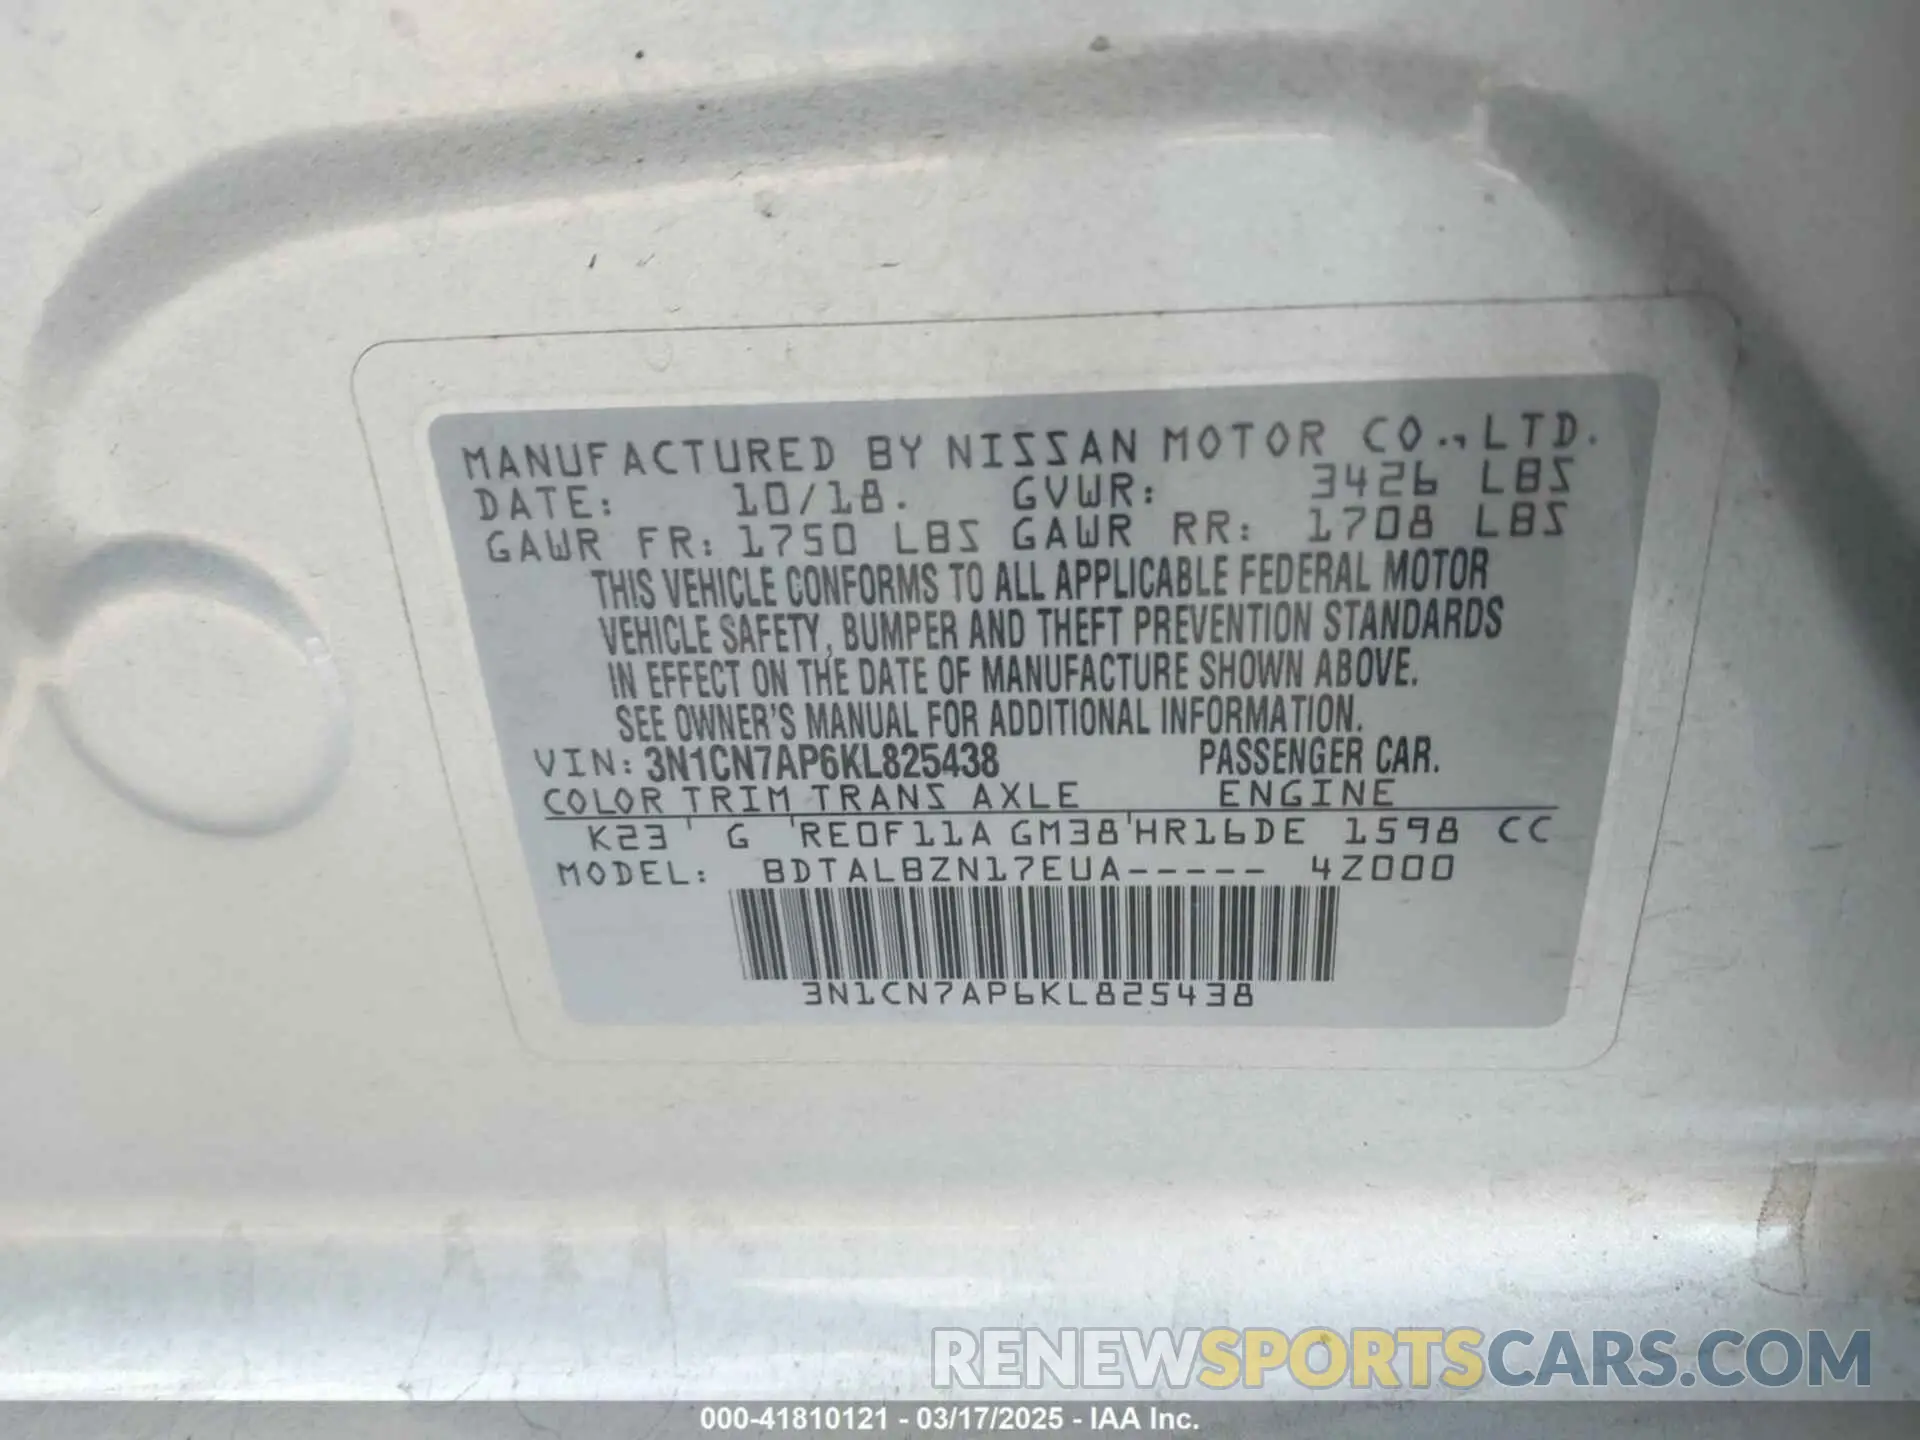 MANUFACTURED BY NISSAN MOTOR CO., LTD.
DATE: 10/18. GVWR: 3426 LBS
GAWR FR: 1750 LBS GAWR RR: 1708 LBS
THIS VEHICLE CONFORMS TO ALL APPLICABLE FEDERAL MOTOR
VEHICLE SAFETY, BUMPER AND THEFT PREVENTION STANDARDS
IN EFFECT ON THE DATE OF MANUFACTURE SHOWN ABOVE.
SEE OWNER'S MANUAL FOR ADDITIONAL INFORMATION.
VIN: 3N1CN7AP6KL825438 PASSENGER CAR.
COLOR TRIM TRANS AXLE ENGINE
K23 ' G ' RE0F11A GM38 ' HR16DE 1598 CC
MODEL: BDTALBZN17EUA----- 4Z000
3N1CN7AP6KL825438
RENEWSPORTSCARS.COM
000-41810121 - 03/17/2025 - IAA Inc.